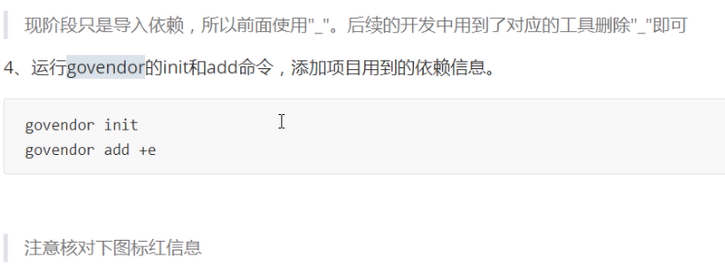 现阶段只是导入依赖，所以前面使用"_"。后续的开发中用到了对应的工具删除"_"即可
4、运行govendor的init和add命令，添加项目用到的依赖信息。
govendor init
govendor add +e
注意核对下图标红信息